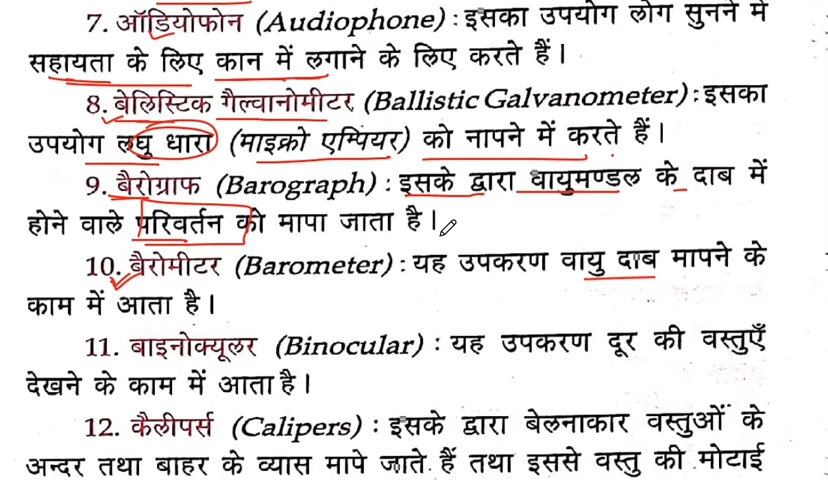 7. ऑडियोफोन (Audiophone) : इसका उपयोग लोग सुनने में
सहायता के लिए कान में लगाने के लिए करते हैं।
8. बेलिस्टिक गैल्वानोमीटर (Ballistic Galvanometer) : इसका
उपयोग लघु धारा (माइक्रो एम्पियर) को नापने में करते हैं।
9. बैरोग्राफ (Barograph) : इसके द्वारा वायुमण्डल के दाब में
होने वाले परिवर्तन को मापा जाता है।
10. बैरोमीटर (Barometer) : यह उपकरण वायु दाब मापने के
काम में आता है।
11. बाइनोक्यूलर (Binocular) : यह उपकरण दूर की वस्तुएँ
देखने के काम में आता है।
12. कैलीपर्स (Calipers) : इसके द्वारा बेलनाकार वस्तुओं के
अन्दर तथा बाहर के व्यास मापे जाते हैं तथा इससे वस्तु की मोटाई